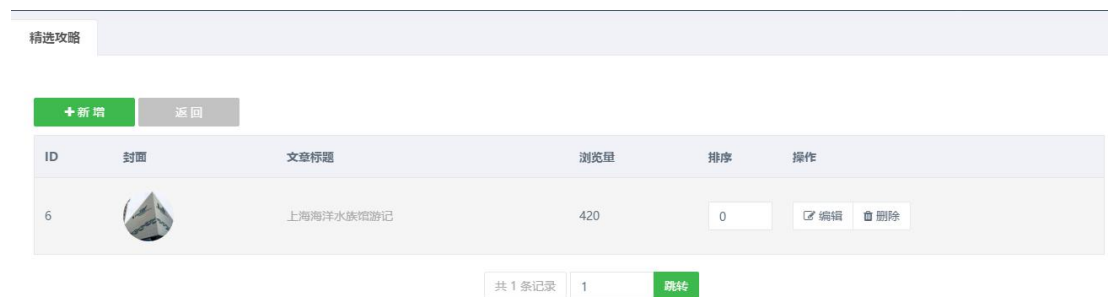 精选攻略
+新增 返回
ID 封面 文章标题 浏览量 排序 操作
6 上海海洋水族馆游记 420 0 编辑 删除
共 1 条记录 1 跳转